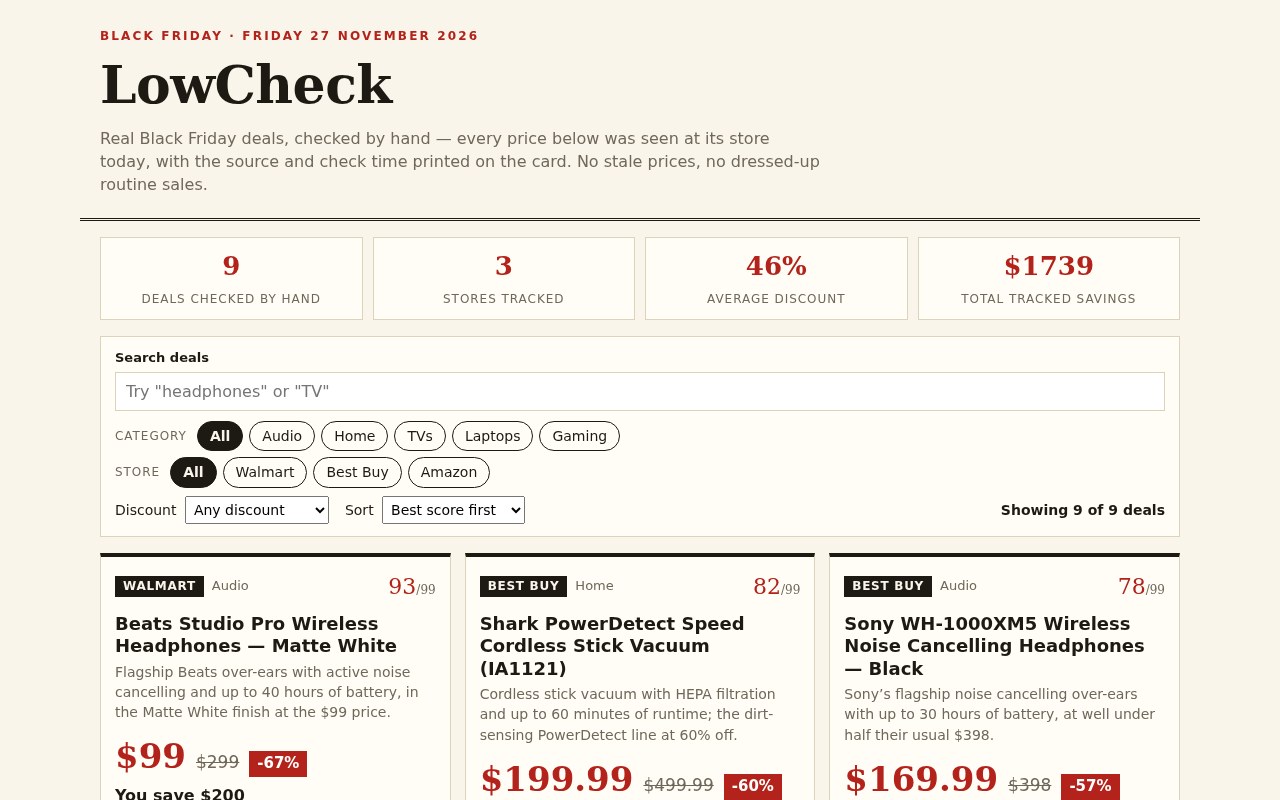 BLACK FRIDAY · FRIDAY 27 NOVEMBER 2026
LowCheck
Real Black Friday deals, checked by hand — every price below was seen at its store
today, with the source and check time printed on the card. No stale prices, no dressed-up
routine sales.
9
DEALS CHECKED BY HAND
3
STORES TRACKED
46%
AVERAGE DISCOUNT
$1739
TOTAL TRACKED SAVINGS
Search deals
Try "headphones" or "TV"
CATEGORY All Audio Home TVs Laptops Gaming
STORE All Walmart Best Buy Amazon
Discount Any discount Sort Best score first Showing 9 of 9 deals
WALMART Audio 93/99
Beats Studio Pro Wireless
Headphones — Matte White
Flagship Beats over-ears with active noise
cancelling and up to 40 hours of battery, in
the Matte White finish at the $99 price.
$99 $299 -67%
You save $200
BEST BUY Home 82/99
Shark PowerDetect Speed
Cordless Stick Vacuum
(IA1121)
Cordless stick vacuum with HEPA filtration
and up to 60 minutes of runtime; the dirt-
sensing PowerDetect line at 60% off.
$199.99 $499.99 -60%
BEST BUY Audio 78/99
Sony WH-1000XM5 Wireless
Noise Cancelling Headphones
— Black
Sony’s flagship noise cancelling over-ears
with up to 30 hours of battery, at well under
half their usual $398.
$169.99 $398 -57%